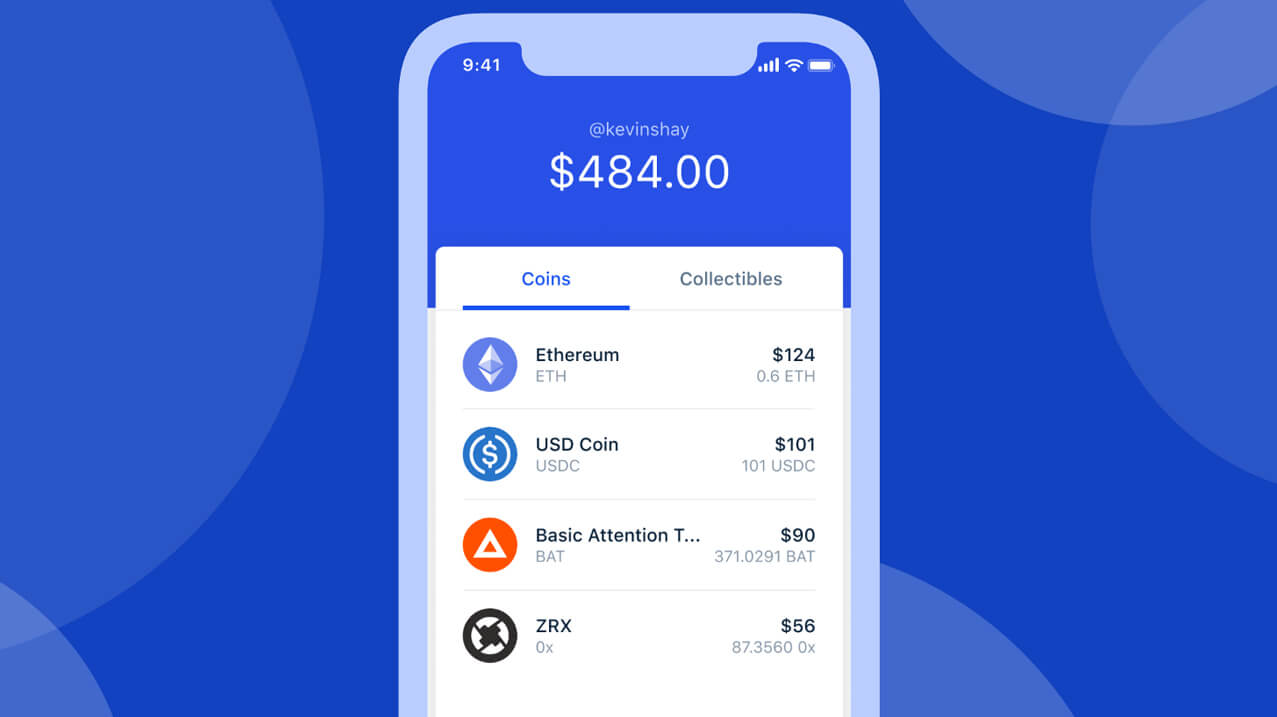 9:41
@kevinshay
$484.00
Coins Collectibles
Ethereum $124
ETH 0.6 ETH
USD Coin $101
USDC 101 USDC
Basic Attention T... $90
BAT 371.0291 BAT
ZRX $56
0x 87.3560 0x